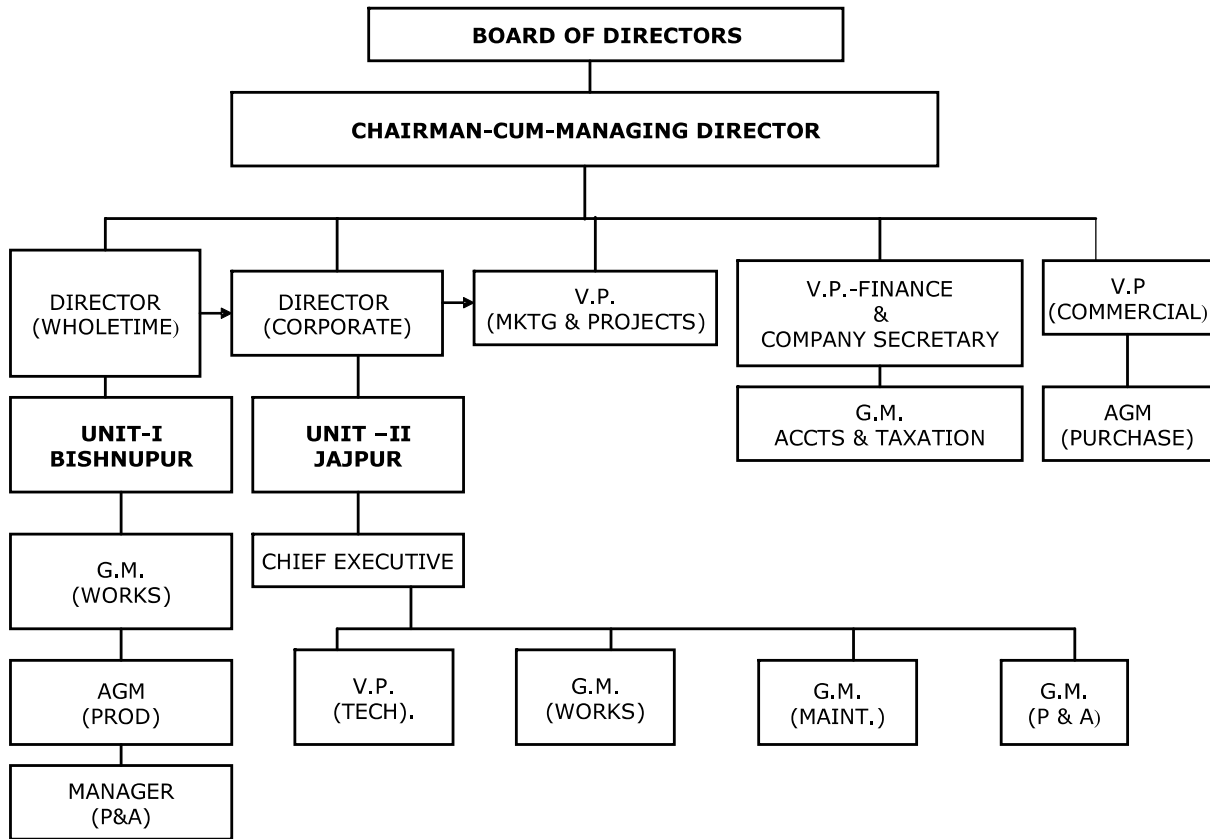 BOARD OF DIRECTORS
CHAIRMAN-CUM-MANAGING DIRECTOR
DIRECTOR
(WHOLETIME)
DIRECTOR
(CORPORATE)
V.P.
(MKTG & PROJECTS)
V.P.-FINANCE
&
COMPANY SECRETARY
V.P
(COMMERCIAL)
UNIT-I
BISHNUPUR
UNIT –II
JAJPUR
G.M.
ACCTS & TAXATION
AGM
(PURCHASE)
G.M.
(WORKS)
CHIEF EXECUTIVE
AGM
(PROD)
V.P.
(TECH).
G.M.
(WORKS)
G.M.
(MAINT.)
G.M.
(P & A)
MANAGER
(P&A)